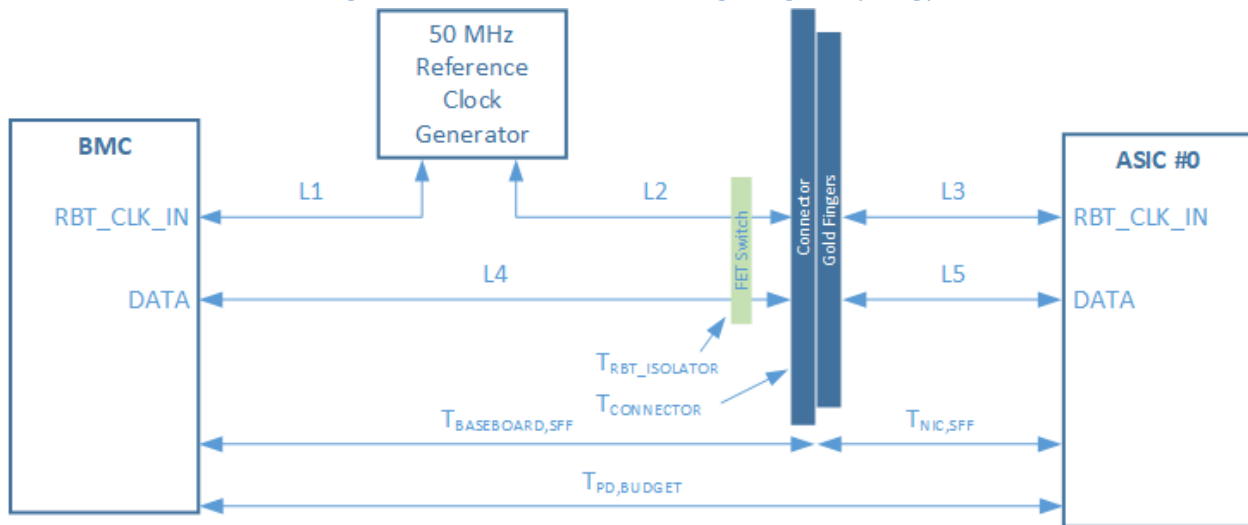 50 MHz
Reference
Clock
Generator
BMC
ASIC #0
L1
L2
L3
RBT_CLK_IN
RBT_CLK_IN
Connector
Gold Fingers
FET Switch
L4
L5
DATA
DATA
TRBT_ISOLATOR
TCONNECTOR
TBASEBOARD,SFF
TNIC,SFF
TPD,BUDGET